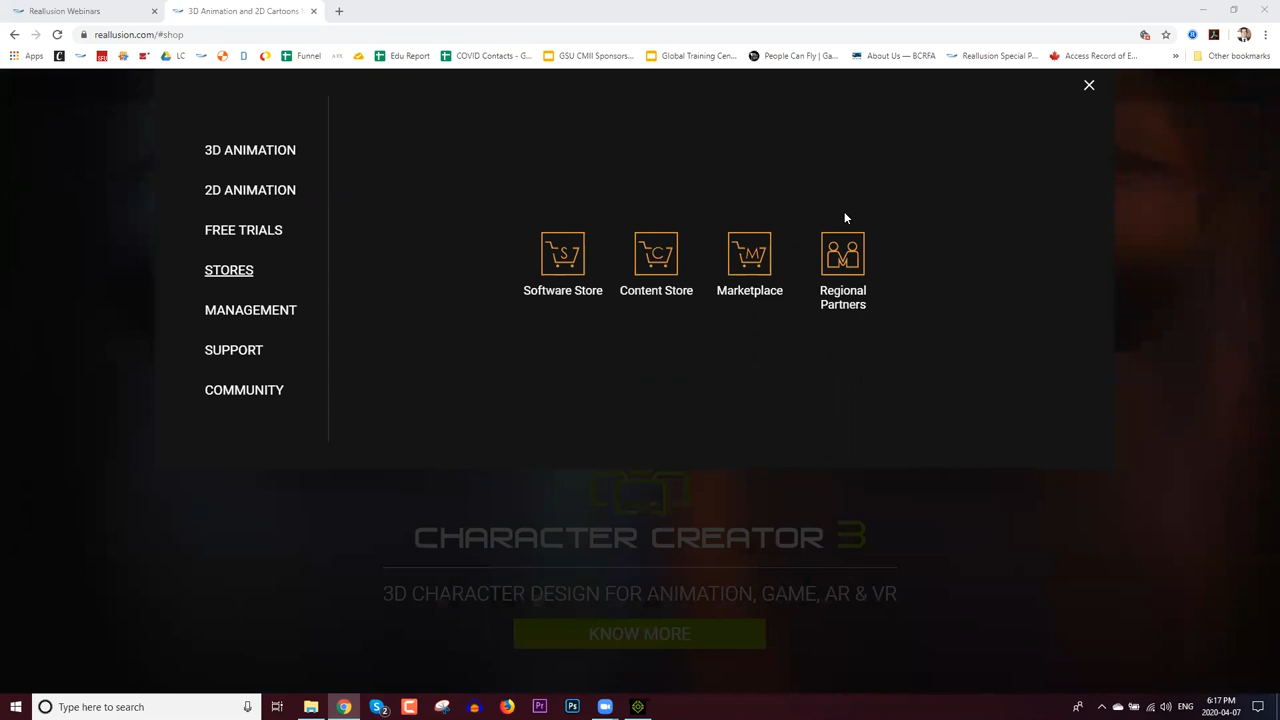 Reallusion Webinars
3D Animation and 2D Cartoons
reallusion.com/#shop
Apps
LC
Funnel
Edu Report
COVID Contacts - G...
GSU CMII Sponsors...
Global Training Cen...
People Can Fly | Ga...
About Us — BCRFA
Reallusion Special P...
Access Record of E...
Other bookmarks
3D ANIMATION
2D ANIMATION
FREE TRIALS
STORES
MANAGEMENT
SUPPORT
COMMUNITY
Software Store
Content Store
Marketplace
Regional
Partners
CHARACTER CREATOR 3
3D CHARACTER DESIGN FOR ANIMATION, GAME, AR & VR
KNOW MORE
Type here to search
ENG
6:17 PM
2020-04-07